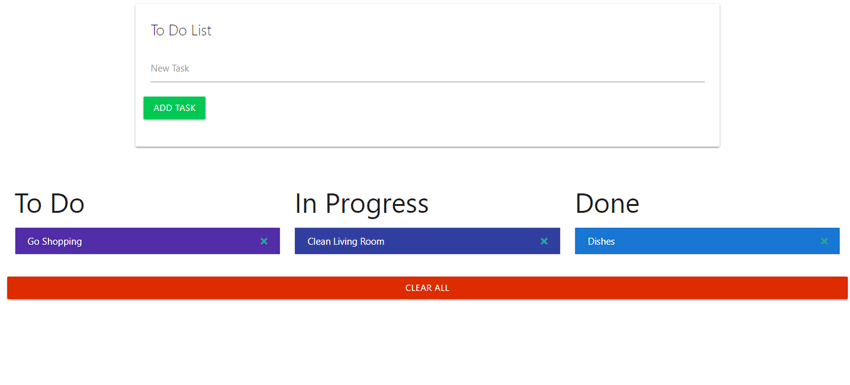 To Do List
New Task
ADD TASK
To Do
In Progress
Done
Go Shopping
Clean Living Room
Dishes
CLEAR ALL